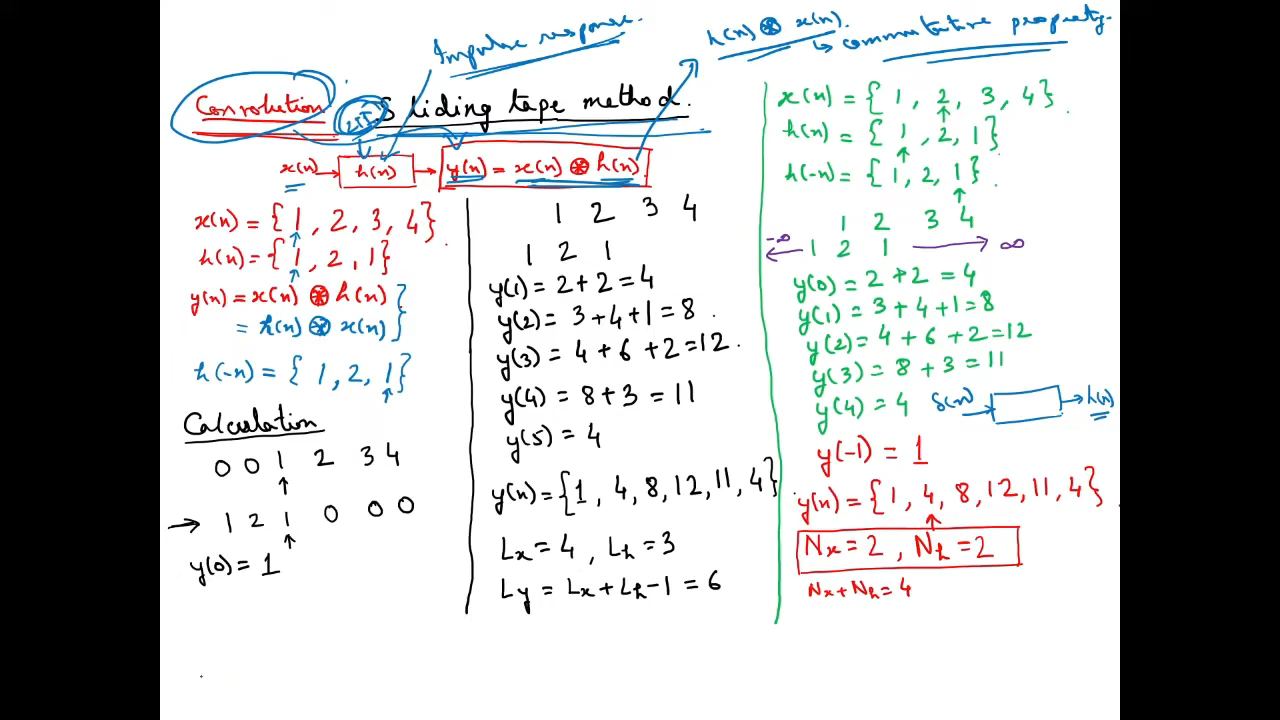 Impulse response.
h(n) ⊛ x(n).
↳ commutative property.
Convolution Sliding tape method.
x(n) → h(n) → y(n) = x(n) ⊛ h(n)
x(n) = { 1, 2, 3, 4 }.
↑
h(n) = { 1, 2, 1 }
↑
y(n) = x(n) ⊛ h(n)
= h(n) ⊛ x(n)
h(-n) = { 1, 2, 1 }
↑
Calculation
0 0 1 2 3 4
↑
→ 1 2 1 0 0 0
↑
y(0) = 1
1 2 3 4
1 2 1
y(1) = 2 + 2 = 4
y(2) = 3 + 4 + 1 = 8 .
y(3) = 4 + 6 + 2 = 12 .
y(4) = 8 + 3 = 11
y(5) = 4
y(n) = { 1, 4, 8, 12, 11, 4 }
Lx = 4 , Lh = 3
Ly = Lx + Lh - 1 = 6
x(n) = { 1, 2, 3, 4 } .
↑
h(n) = { 1, 2, 1 } .
↑
h(-n) = { 1, 2, 1 } .
↑
1 2 3 4
-∞ ← 1 2 1 → ∞
y(0) = 2 + 2 = 4
y(1) = 3 + 4 + 1 = 8
y(2) = 4 + 6 + 2 = 12
y(3) = 8 + 3 = 11
y(4) = 4
δ(n) → → h(n)
y(-1) = 1
y(n) = { 1, 4, 8, 12, 11, 4 }
↑
Nx = 2 , Nh = 2
Nx + Nh = 4